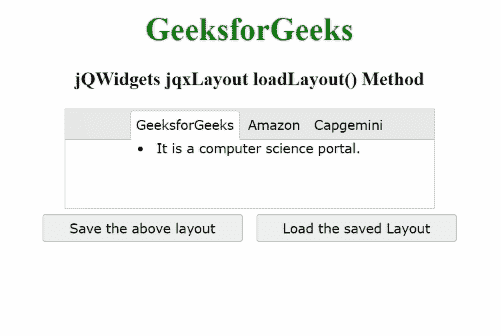 GeeksforGeeks
jQWidgets jqxLayout loadLayout() Method
GeeksforGeeks Amazon Capgemini
• It is a computer science portal.
Save the above layout Load the saved Layout